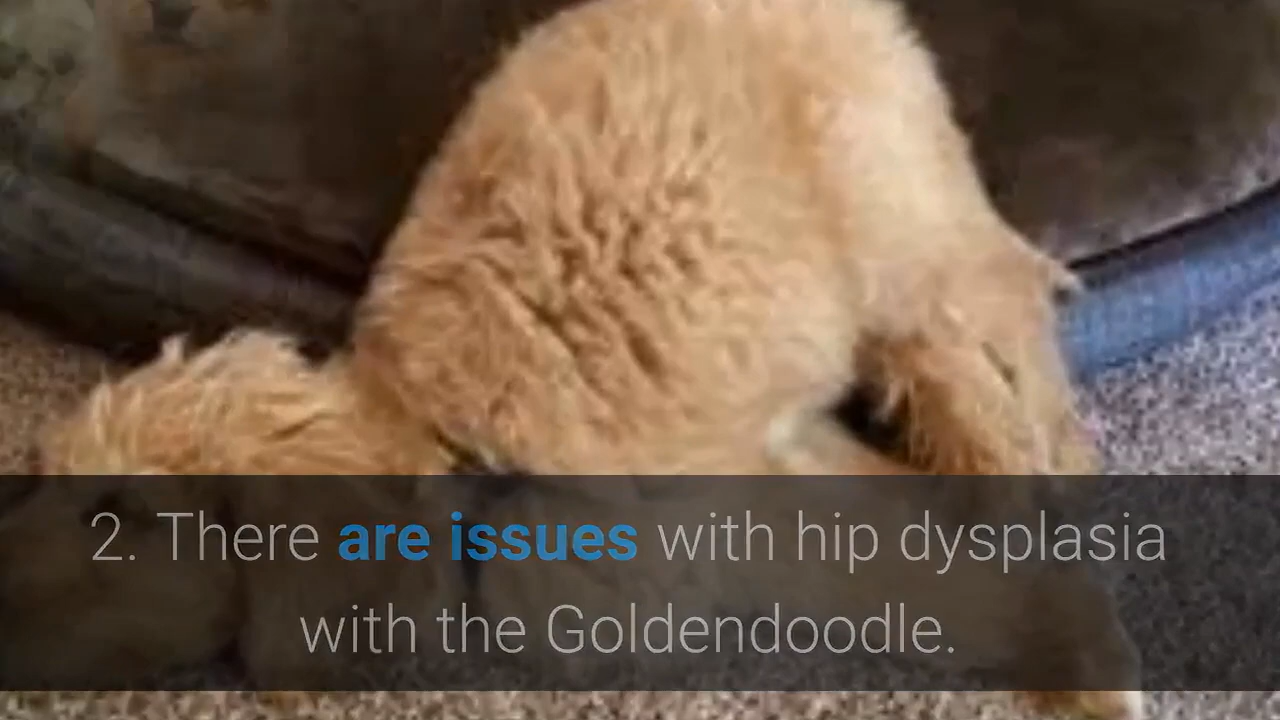 2. There are issues with hip dysplasia
with the Goldendoodle.